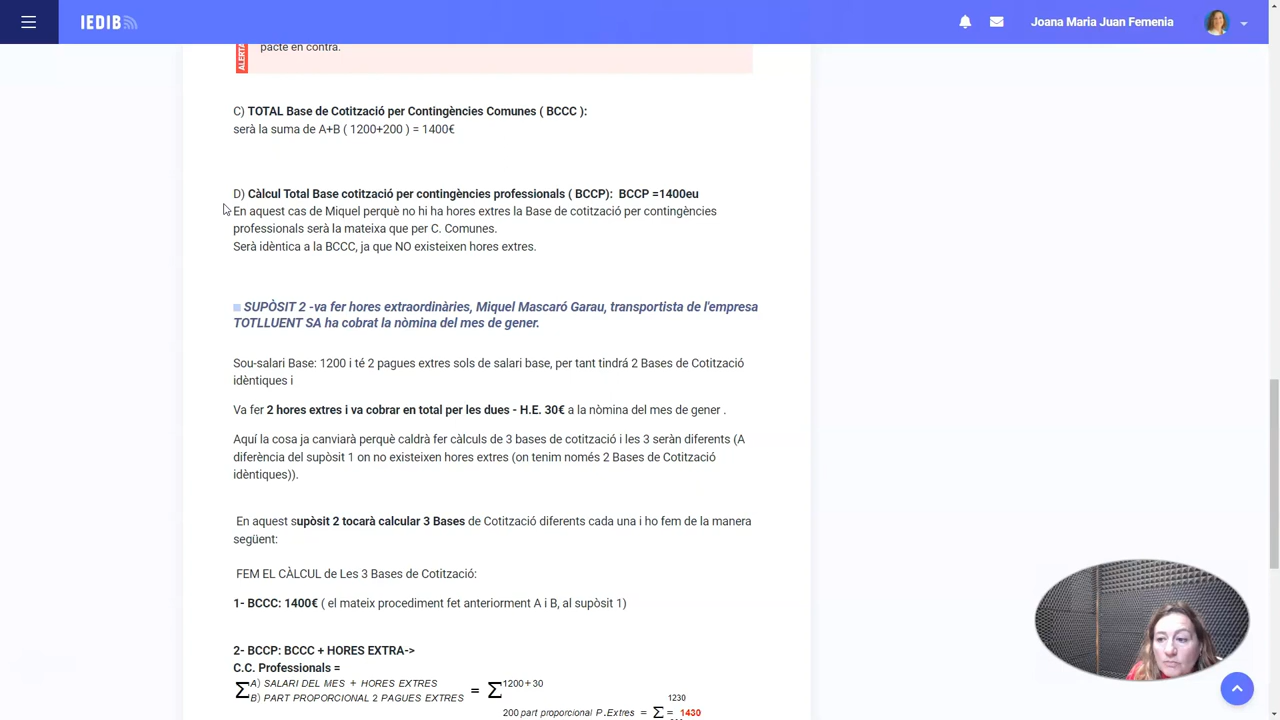 IEDIB
Joana Maria Juan Femenia
ALERTA
pacte en contra.
C) TOTAL Base de Cotització per Contingències Comunes ( BCCC ):
serà la suma de A+B ( 1200+200 ) = 1400€
D) Càlcul Total Base cotització per contingències professionals ( BCCP):  BCCP =1400eu
En aquest cas de Miquel perquè no hi ha hores extres la Base de cotització per contingències
professionals serà la mateixa que per C. Comunes.
Serà idèntica a la BCCC, ja que NO existeixen hores extres.
SUPÒSIT 2 -va fer hores extraordinàries, Miquel Mascaró Garau, transportista de l'empresa
TOTLLUENT SA ha cobrat la nòmina del mes de gener.
Sou-salari Base: 1200 i té 2 pagues extres sols de salari base, per tant tindrá 2 Bases de Cotització
idèntiques i
Va fer 2 hores extres i va cobrar en total per les dues - H.E. 30€ a la nòmina del mes de gener .
Aquí la cosa ja canviarà perquè caldrà fer càlculs de 3 bases de cotització i les 3 seràn diferents (A
diferència del supòsit 1 on no existeixen hores extres (on tenim només 2 Bases de Cotització
idèntiques)).
En aquest supòsit 2 tocarà calcular 3 Bases de Cotització diferents cada una i ho fem de la manera
següent:
FEM EL CÀLCUL de Les 3 Bases de Cotizació:
1- BCCC: 1400€ ( el mateix procediment fet anteriorment A i B, al supòsit 1)
2- BCCP: BCCC + HORES EXTRA->
C.C. Professionals =
∑ A) SALARI DEL MES + HORES EXTRES = ∑ 1200+30
B) PART PROPORCIONAL 2 PAGUES EXTRES
1230
200 part proporcional P .Extres = ∑ = 1430